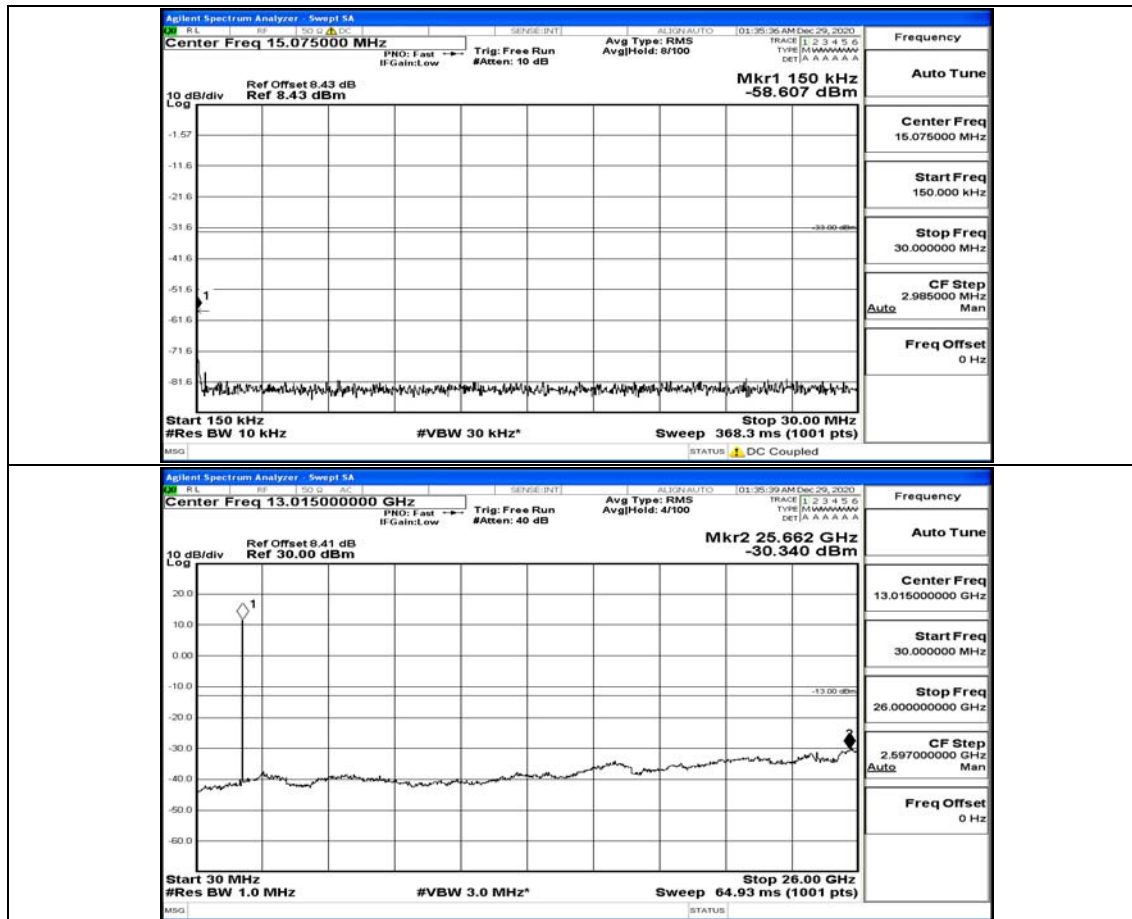 Agilent Spectrum Analyzer - Swept SA
RL RF 50 Ω DC SENSE:INT ALIGN AUTO 01:35:36 AM Dec 29, 2020
Center Freq 15.075000 MHz
PNO: Fast
IFGain:Low
Trig: Free Run
#Atten: 10 dB
Avg Type: RMS
Avg|Hold: 8/100
TRACE 1 2 3 4 5 6
TYPE M
DET A A A A A A
Ref Offset 8.43 dB
10 dB/div Ref 8.43 dBm
Log
Mkr1 150 kHz
-58.607 dBm
-1.57
-11.6
-21.6
-31.6
-33.00 dBm
-41.6
-51.6
1
-61.6
-71.6
-81.6
Start 150 kHz Stop 30.00 MHz
#Res BW 10 kHz #VBW 30 kHz* Sweep 368.3 ms (1001 pts)
MSG STATUS DC Coupled
Frequency
Auto Tune
Center Freq
15.075000 MHz
Start Freq
150.000 kHz
Stop Freq
30.000000 MHz
CF Step
2.985000 MHz
Auto Man
Freq Offset
0 Hz
Agilent Spectrum Analyzer - Swept SA
RL RF 50 Ω AC SENSE:INT ALIGN AUTO 01:35:39 AM Dec 29, 2020
Center Freq 13.015000000 GHz
PNO: Fast
IFGain:Low
Trig: Free Run
#Atten: 40 dB
Avg Type: RMS
Avg|Hold: 4/100
TRACE 1 2 3 4 5 6
TYPE M
DET A A A A A A
Ref Offset 8.41 dB
10 dB/div Ref 30.00 dBm
Log
Mkr2 25.662 GHz
-30.340 dBm
20.0
1
10.0
0.00
-10.0
-13.00 dBm
-20.0
2
-30.0
-40.0
-50.0
-60.0
Start 30 MHz Stop 26.00 GHz
#Res BW 1.0 MHz #VBW 3.0 MHz* Sweep 64.93 ms (1001 pts)
MSG STATUS
Frequency
Auto Tune
Center Freq
13.015000000 GHz
Start Freq
30.000000 MHz
Stop Freq
26.000000000 GHz
CF Step
2.597000000 GHz
Auto Man
Freq Offset
0 Hz